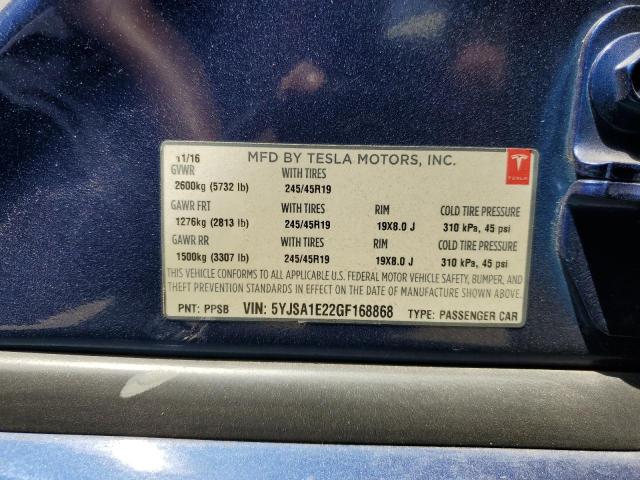 11/16 MFD BY TESLA MOTORS, INC.
GVWR WITH TIRES
2600kg (5732 lb) 245/45R19
GAWR FRT WITH TIRES RIM COLD TIRE PRESSURE
1276kg (2813 lb) 245/45R19 19X8.0 J 310 kPa, 45 psi
GAWR RR WITH TIRES RIM COLD TIRE PRESSURE
1500kg (3307 lb) 245/45R19 19X8.0 J 310 kPa, 45 psi
THIS VEHICLE CONFORMS TO ALL APPLICABLE U.S. FEDERAL MOTOR VEHICLE SAFETY, BUMPER, AND
THEFT PREVENTION STANDARDS IN EFFECT ON THE DATE OF MANUFACTURE SHOWN ABOVE.
PNT: PPSB VIN: 5YJSA1E22GF168868 TYPE: PASSENGER CAR
TESLA